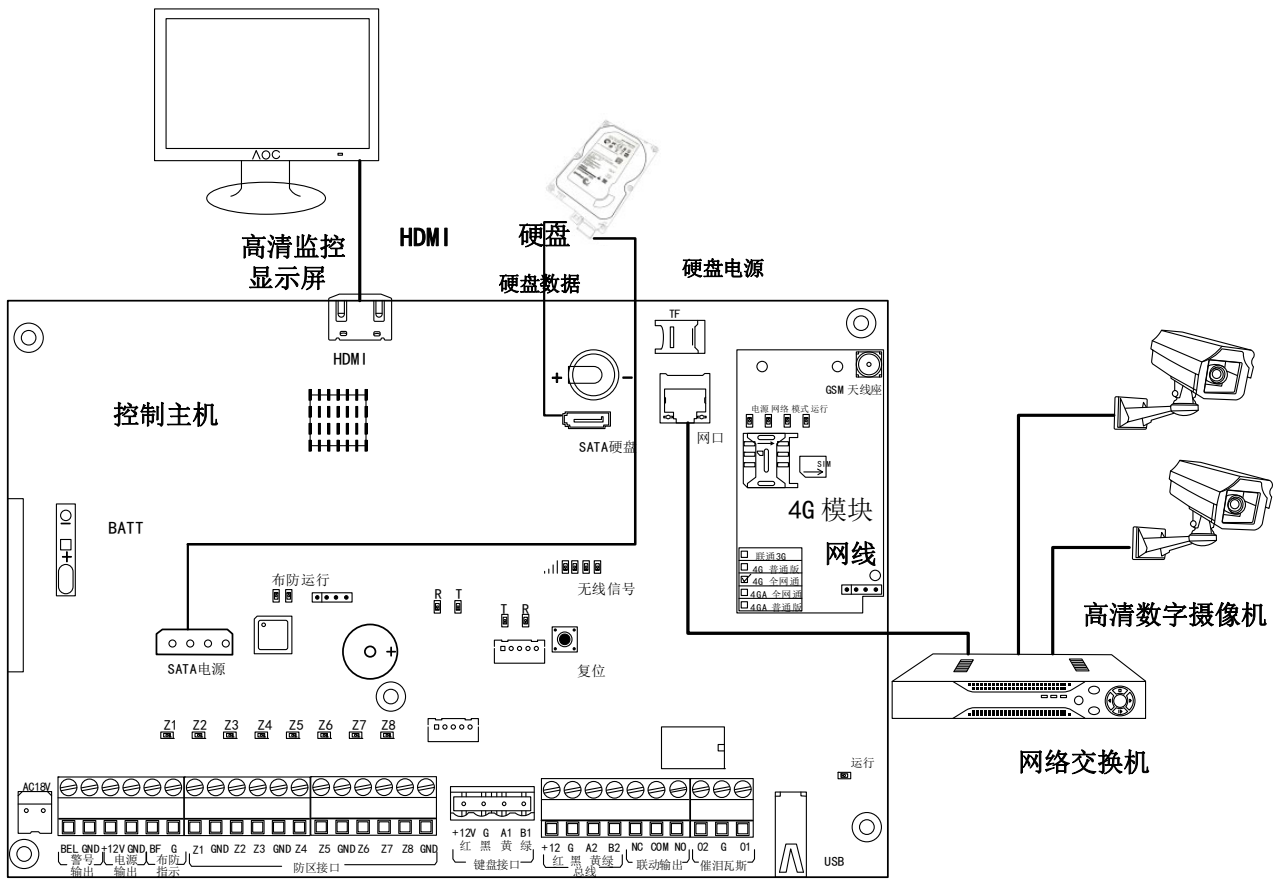 AOC
高清监控
显示屏
HDMI
硬盘
硬盘数据
硬盘电源
HDMI
TF
+ -
SATA硬盘
网口
GSM 天线座
电源 网络 模式 运行
SIM
4G 模块
网线
联通3G
4G 普通版
4G 全网通
4GA 全网通
4GA 普通版
控制主机
BATT
- +
布防 运行
无线信号
R T
T R
SATA电源
+
复位
高清数字摄像机
网络交换机
Z1 Z2 Z3 Z4 Z5 Z6 Z7 Z8
运行
AC18V
BEL GND +12V GND BF G Z1 GND Z2 Z3 GND Z4 Z5 GND Z6 Z7 Z8 GND
警号
输出
电源
输出
布防
指示
防区接口
+12V G A1 B1
红 黑 黄 绿
键盘接口
+12 G A2 B2 NC COM NO O2 G O1
红 黑 黄绿
总线
联动输出
催泪瓦斯
USB